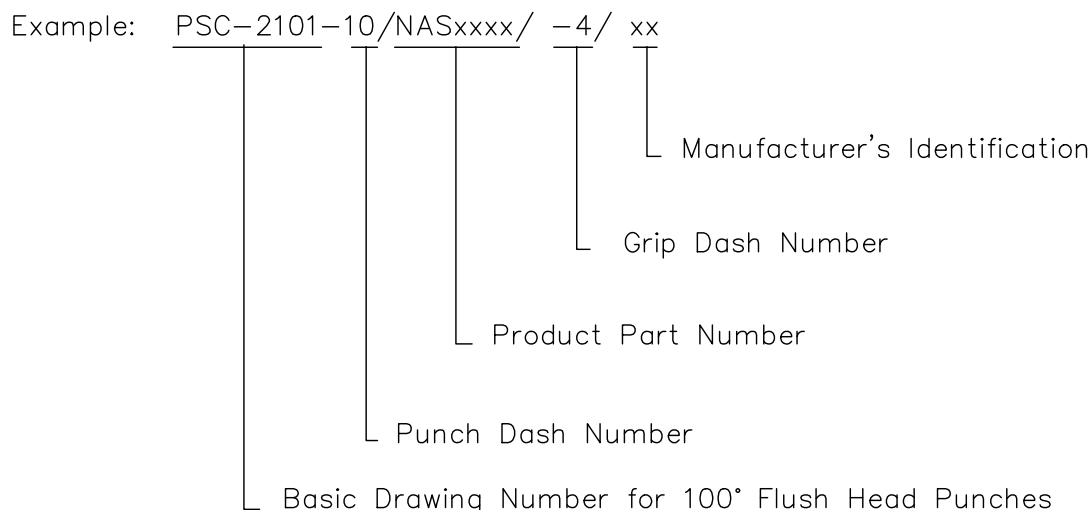 Example: PSC-2101-10/NASxxxx/ -4/ xx
Manufacturer's Identification
Grip Dash Number
Product Part Number
Punch Dash Number
Basic Drawing Number for 100° Flush Head Punches